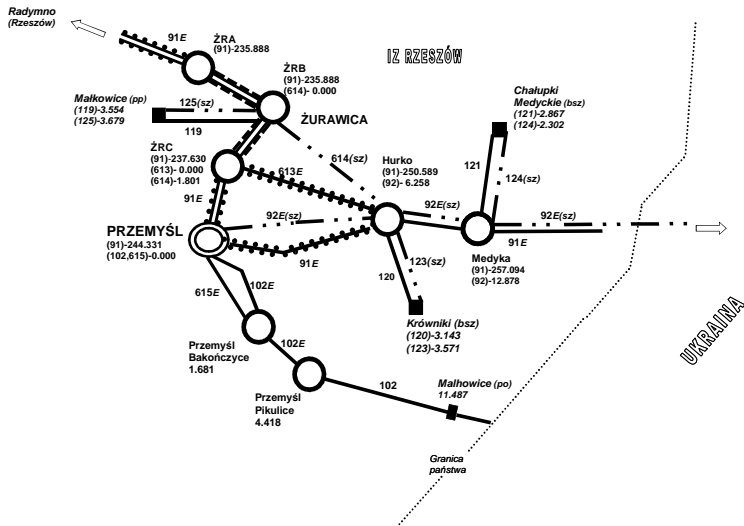 Radymno
(Rzeszów)
91E
ŻRA
(91)-235.888
IZ RZESZÓW
ŻRB
(91)-235.888
(614)- 0.000
Małkowice (pp)
(119)-3.554
(125)-3.679
125(sz)
119
ŻURAWICA
Chałupki
Medyckie (bsz)
(121)-2.867
(124)-2.302
ŻRC
(91)-237.630
(613)- 0.000
(614)-1.801
613E
614(sz)
Hurko
(91)-250.589
(92)- 6.258
121
124(sz)
91E
92E(sz)
92E(sz)
92E(sz)
91E
PRZEMYŚL
(91)-244.331
(102,615)-0.000
91E
Medyka
(91)-257.094
(92)-12.878
120
123(sz)
615E
102E
Krówniki (bsz)
(120)-3.143
(123)-3.571
UKRAINA
Przemyśl
Bakończyce
1.681
102E
Przemyśl
Pikulice
4.418
102
Malhowice (po)
11.487
Granica
państwa